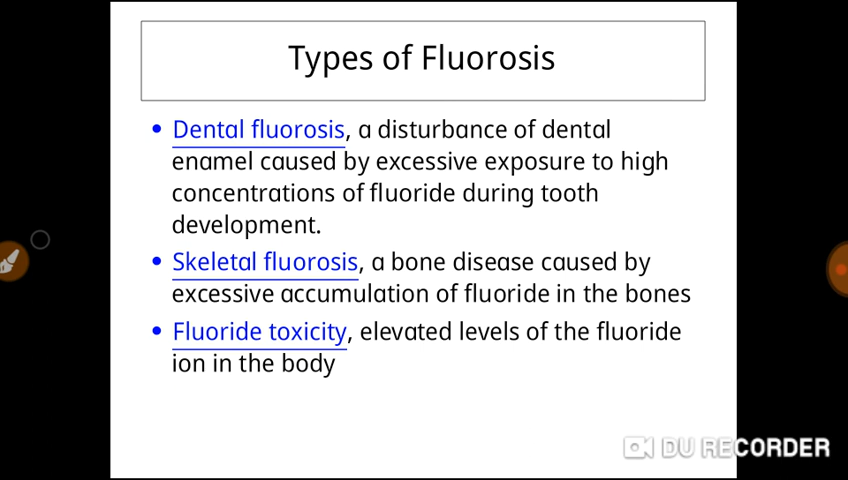 Types of Fluorosis
• Dental fluorosis, a disturbance of dental
enamel caused by excessive exposure to high
concentrations of fluoride during tooth
development.
• Skeletal fluorosis, a bone disease caused by
excessive accumulation of fluoride in the bones
• Fluoride toxicity, elevated levels of the fluoride
ion in the body
DU RECORDER